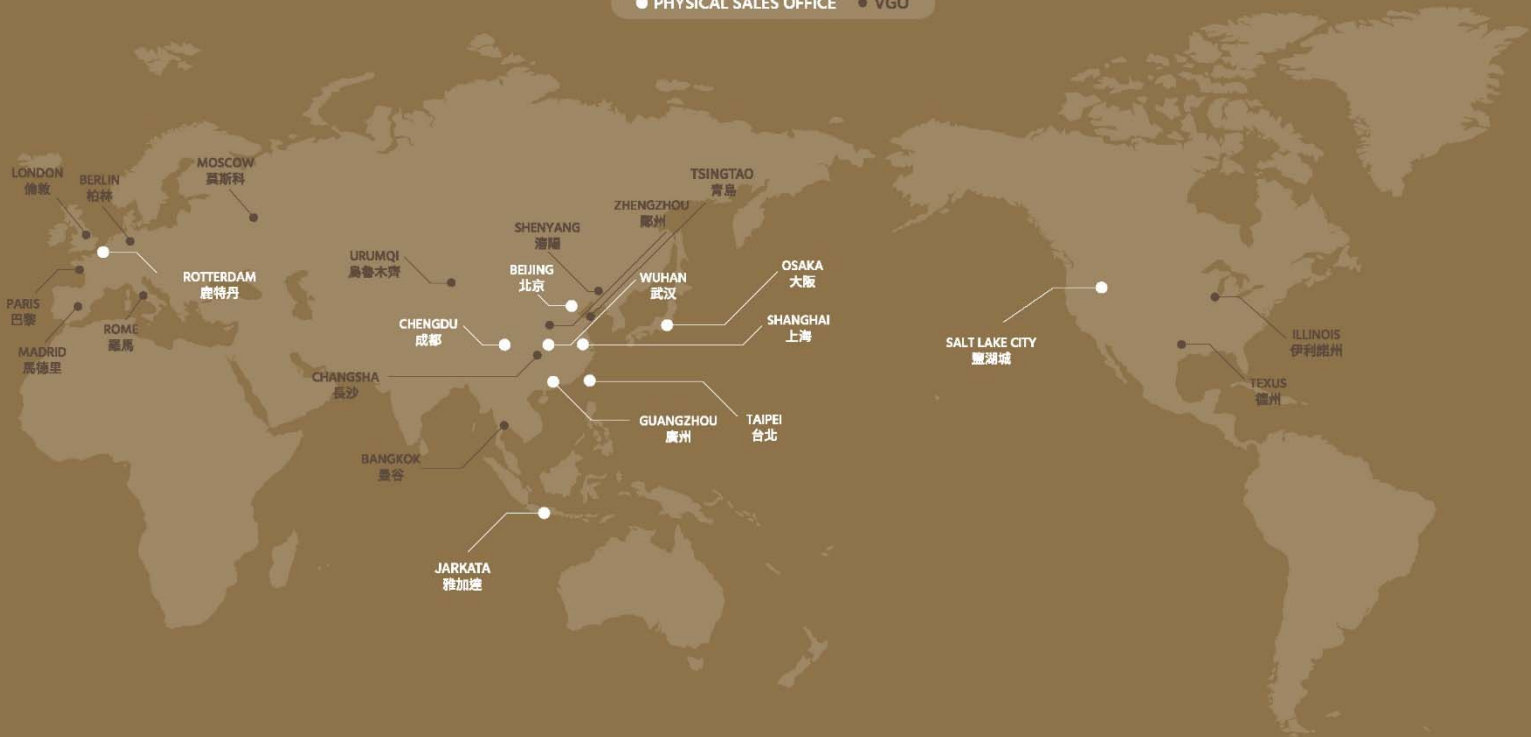 PHYSICAL SALES OFFICE
VGO
LONDON
倫敦
BERLIN
柏林
MOSCOW
莫斯科
TSINGTAO
青島
ZHENGZHOU
鄭州
SHENYANG
瀋陽
URUMQI
烏魯木齊
BEIJING
北京
WUHAN
武汉
OSAKA
大阪
ROTTERDAM
鹿特丹
PARIS
巴黎
ROME
羅馬
CHENGDU
成都
SHANGHAI
上海
SALT LAKE CITY
鹽湖城
ILLINOIS
伊利諾州
MADRID
馬德里
CHANGSHA
長沙
TEXUS
德州
GUANGZHOU
廣州
TAIPEI
台北
BANGKOK
曼谷
JARKATA
雅加達